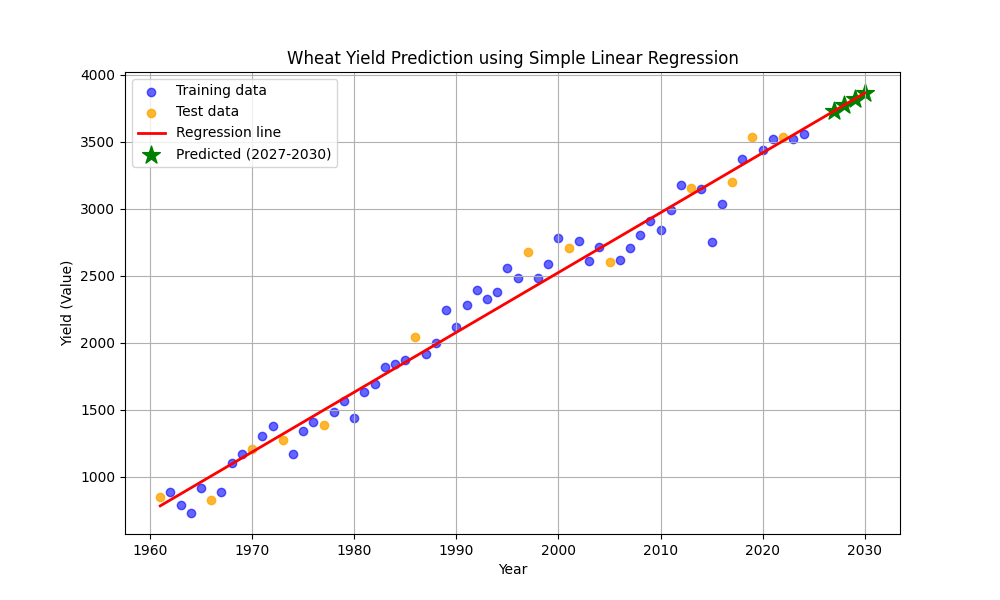 Wheat Yield Prediction using Simple Linear Regression
Training data
Test data
Regression line
Predicted (2027-2030)
Yield (Value)
4000
3500
3000
2500
2000
1500
1000
1960 1970 1980 1990 2000 2010 2020 2030
Year